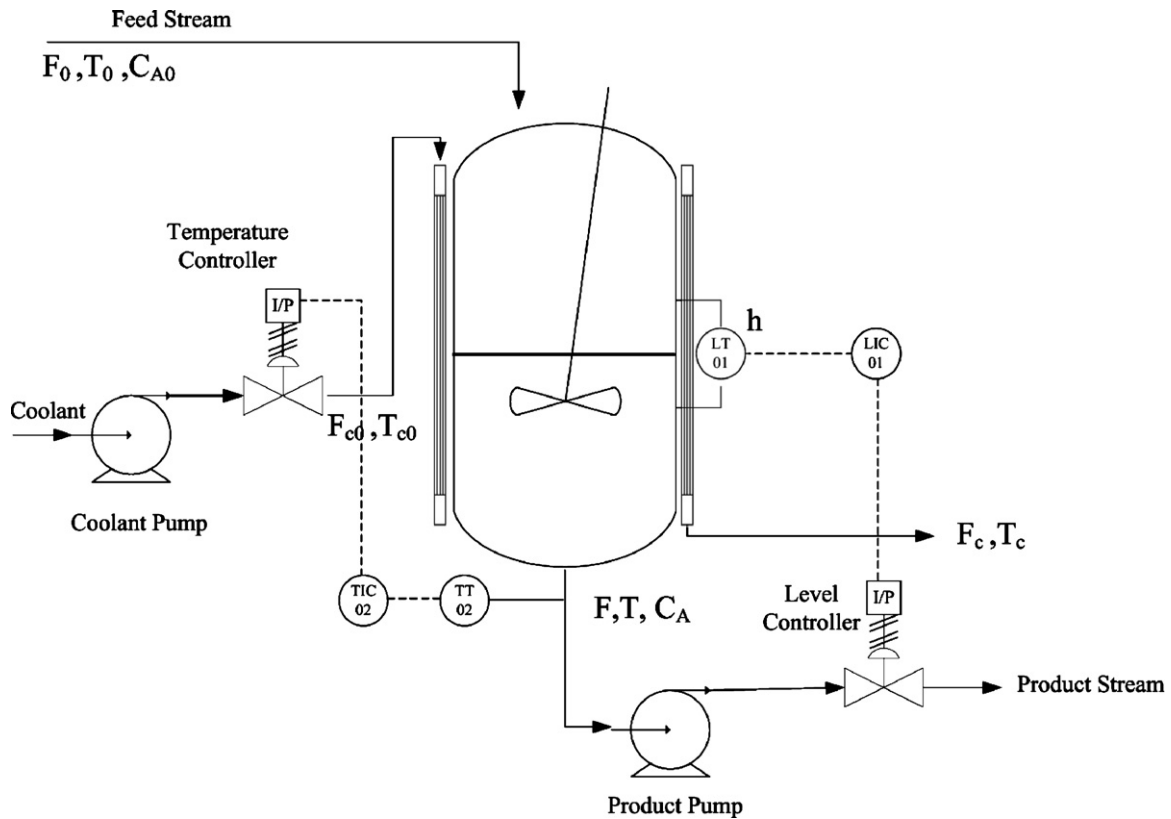 Feed Stream
F0 ,T0 ,CA0
Temperature
Controller
I/P
h
LT
01
LIC
01
Coolant
Fc0 ,Tc0
Coolant Pump
Fc ,Tc
TIC
02
TT
02
F,T, CA
Level
Controller
I/P
Product Stream
Product Pump